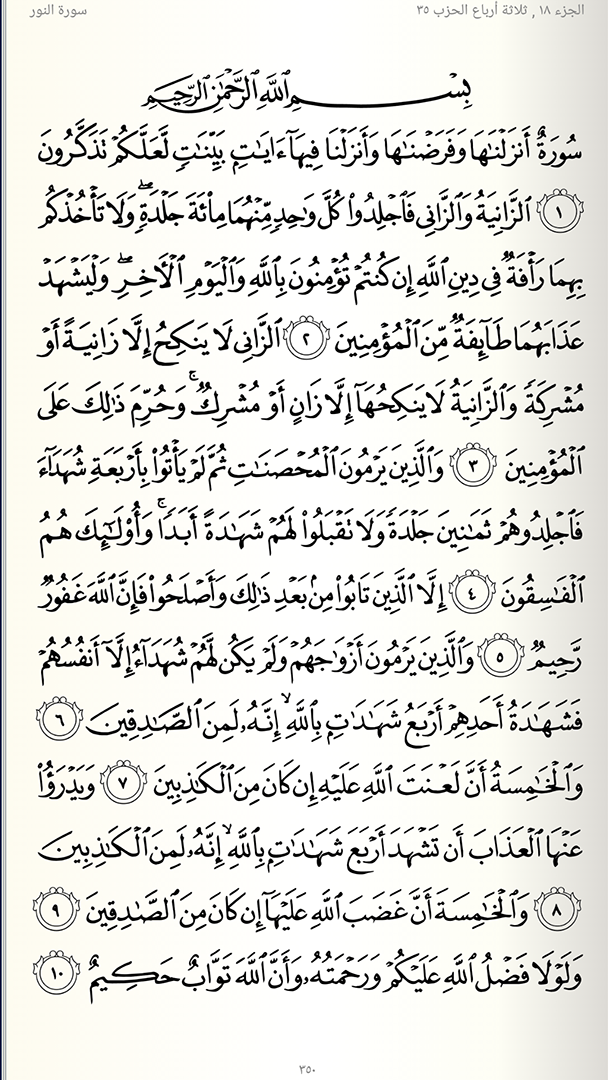 الجزء ١٨ , ثلاثة أرباع الحزب ٣٥
سورة النور
بِسْمِ اللَّهِ الرَّحْمَٰنِ الرَّحِيمِ
سُورَةٌ أَنزَلْنَٰهَا وَفَرَضْنَٰهَا وَأَنزَلْنَا فِيهَآ ءَايَٰتٍۭ بَيِّنَٰتٍ لَّعَلَّكُمْ تَذَكَّرُونَ
١ ٱلزَّانِيَةُ وَٱلزَّانِى فَٱجْلِدُوا۟ كُلَّ وَٰحِدٍ مِّنْهُمَا مِا۟ئَةَ جَلْدَةٍ ۖ وَلَا تَأْخُذْكُم
بِهِمَا رَأْفَةٌ فِى دِينِ ٱللَّهِ إِن كُنتُمْ تُؤْمِنُونَ بِٱللَّهِ وَٱلْيَوْمِ ٱلْـَٔاخِرِ ۖ وَلْيَشْهَدْ
عَذَابَهُمَا طَآئِفَةٌ مِّنَ ٱلْمُؤْمِنِينَ ٢ ٱلزَّانِى لَا يَنكِحُ إِلَّا زَانِيَةً أَوْ
مُشْرِكَةً وَٱلزَّانِيَةُ لَا يَنكِحُهَآ إِلَّا زَانٍ أَوْ مُشْرِكٌ ۚ وَحُرِّمَ ذَٰلِكَ عَلَى
ٱلْمُؤْمِنِينَ ٣ وَٱلَّذِينَ يَرْمُونَ ٱلْمُحْصَنَٰتِ ثُمَّ لَمْ يَأْتُوا۟ بِأَرْبَعَةِ شُهَدَآءَ
فَٱجْلِدُوهُمْ ثَمَٰنِينَ جَلْدَةً وَلَا تَقْبَلُوا۟ لَهُمْ شَهَٰدَةً أَبَدًا ۚ وَأُو۟لَٰٓئِكَ هُمُ
ٱلْفَٰسِقُونَ ٤ إِلَّا ٱلَّذِينَ تَابُوا۟ مِنۢ بَعْدِ ذَٰلِكَ وَأَصْلَحُوا۟ فَإِنَّ ٱللَّهَ غَفُورٌ
رَّحِيمٌ ٥ وَٱلَّذِينَ يَرْمُونَ أَزْوَٰجَهُمْ وَلَمْ يَكُن لَّهُمْ شُهَدَآءُ إِلَّآ أَنفُسُهُمْ
فَشَهَٰدَةُ أَحَدِهِمْ أَرْبَعُ شَهَٰدَٰتٍۭ بِٱللَّهِ ۙ إِنَّهُۥ لَمِنَ ٱلصَّٰدِقِينَ ٦
وَٱلْخَٰمِسَةُ أَنَّ لَعْنَتَ ٱللَّهِ عَلَيْهِ إِن كَانَ مِنَ ٱلْكَٰذِبِينَ ٧ وَيَدْرَؤُا۟
عَنْهَا ٱلْعَذَابَ أَن تَشْهَدَ أَرْبَعَ شَهَٰدَٰتٍۭ بِٱللَّهِ ۙ إِنَّهُۥ لَمِنَ ٱلْكَٰذِبِينَ
٨ وَٱلْخَٰمِسَةَ أَنَّ غَضَبَ ٱللَّهِ عَلَيْهَآ إِن كَانَ مِنَ ٱلصَّٰدِقِينَ ٩
وَلَوْلَا فَضْلُ ٱللَّهِ عَلَيْكُمْ وَرَحْمَتُهُۥ وَأَنَّ ٱللَّهَ تَوَّابٌ حَكِيمٌ ١٠
٣٥٠